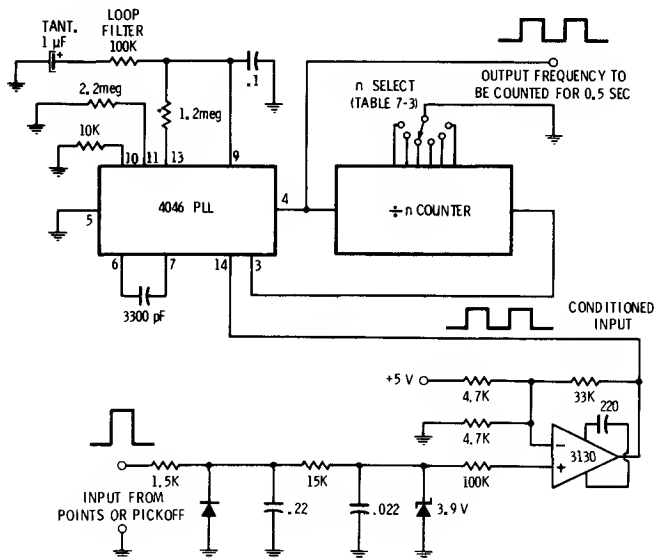 TANT.
1 µF
+
LOOP
FILTER
100K
.1
2.2meg
1.2meg
10K
n SELECT
(TABLE 7-3)
OUTPUT FREQUENCY TO
BE COUNTED FOR 0.5 SEC
10 11 13 9
4046 PLL
4
5
÷n COUNTER
6 7 14 3
3300 pF
CONDITIONED
INPUT
+5 V
4.7K
33K
220
4.7K
3130
−
+
1.5K
15K
100K
INPUT FROM
POINTS OR PICKOFF
.22
.022
3.9 V